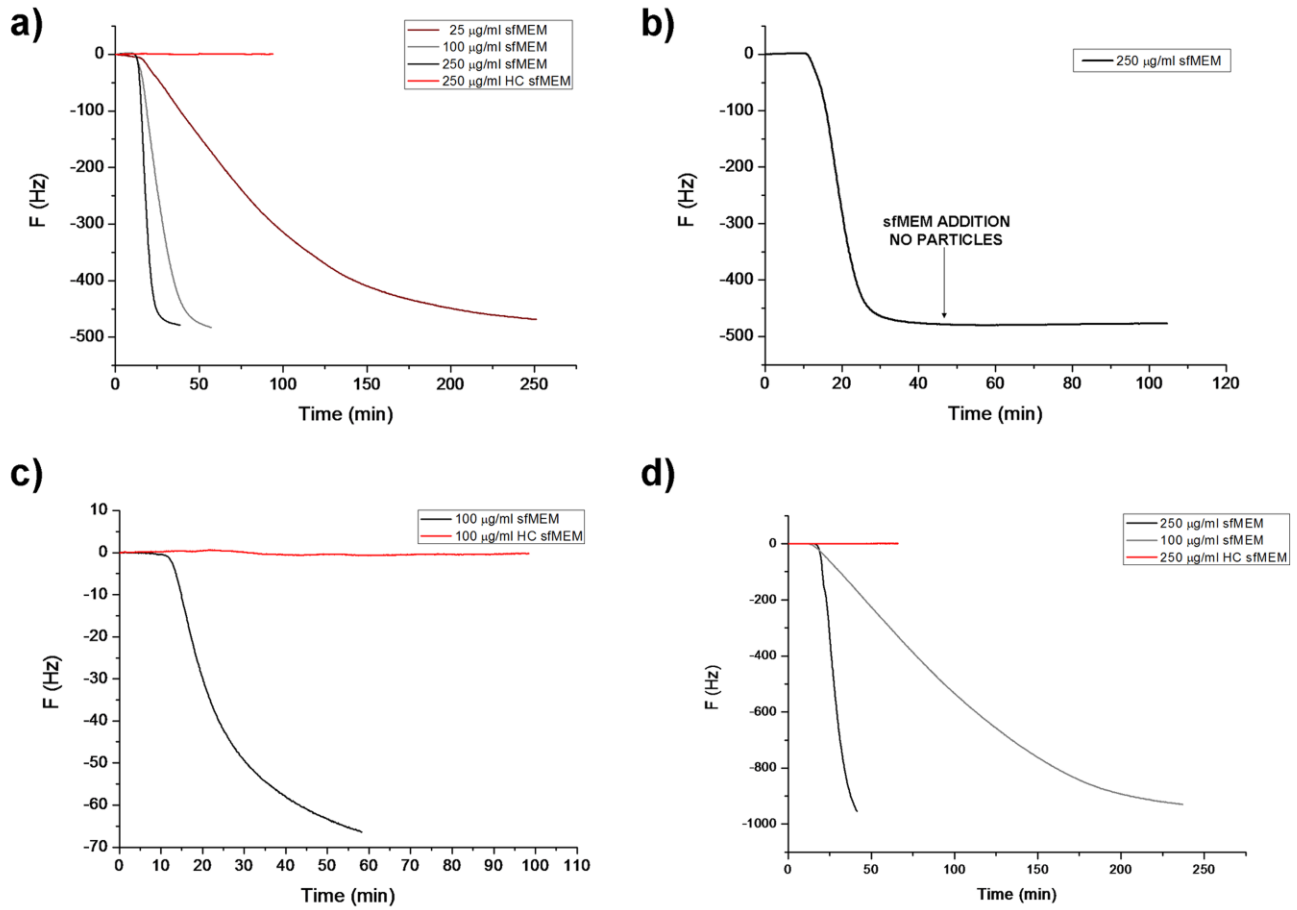 a)
25 µg/ml sfMEM
100 µg/ml sfMEM
250 µg/ml sfMEM
250 µg/ml HC sfMEM
0
-100
-200
-300
-400
-500
F (Hz)
0
50
100
150
200
250
Time (min)
b)
250 µg/ml sfMEM
0
-100
-200
-300
-400
-500
F (Hz)
sfMEM ADDITION
NO PARTICLES
0
20
40
60
80
100
120
Time (min)
c)
100 µg/ml sfMEM
100 µg/ml HC sfMEM
10
0
-10
-20
-30
-40
-50
-60
-70
F (Hz)
0
10
20
30
40
50
60
70
80
90
100
110
Time (min)
d)
250 µg/ml sfMEM
100 µg/ml sfMEM
250 µg/ml HC sfMEM
0
-200
-400
-600
-800
-1000
F (Hz)
0
50
100
150
200
250
Time (min)